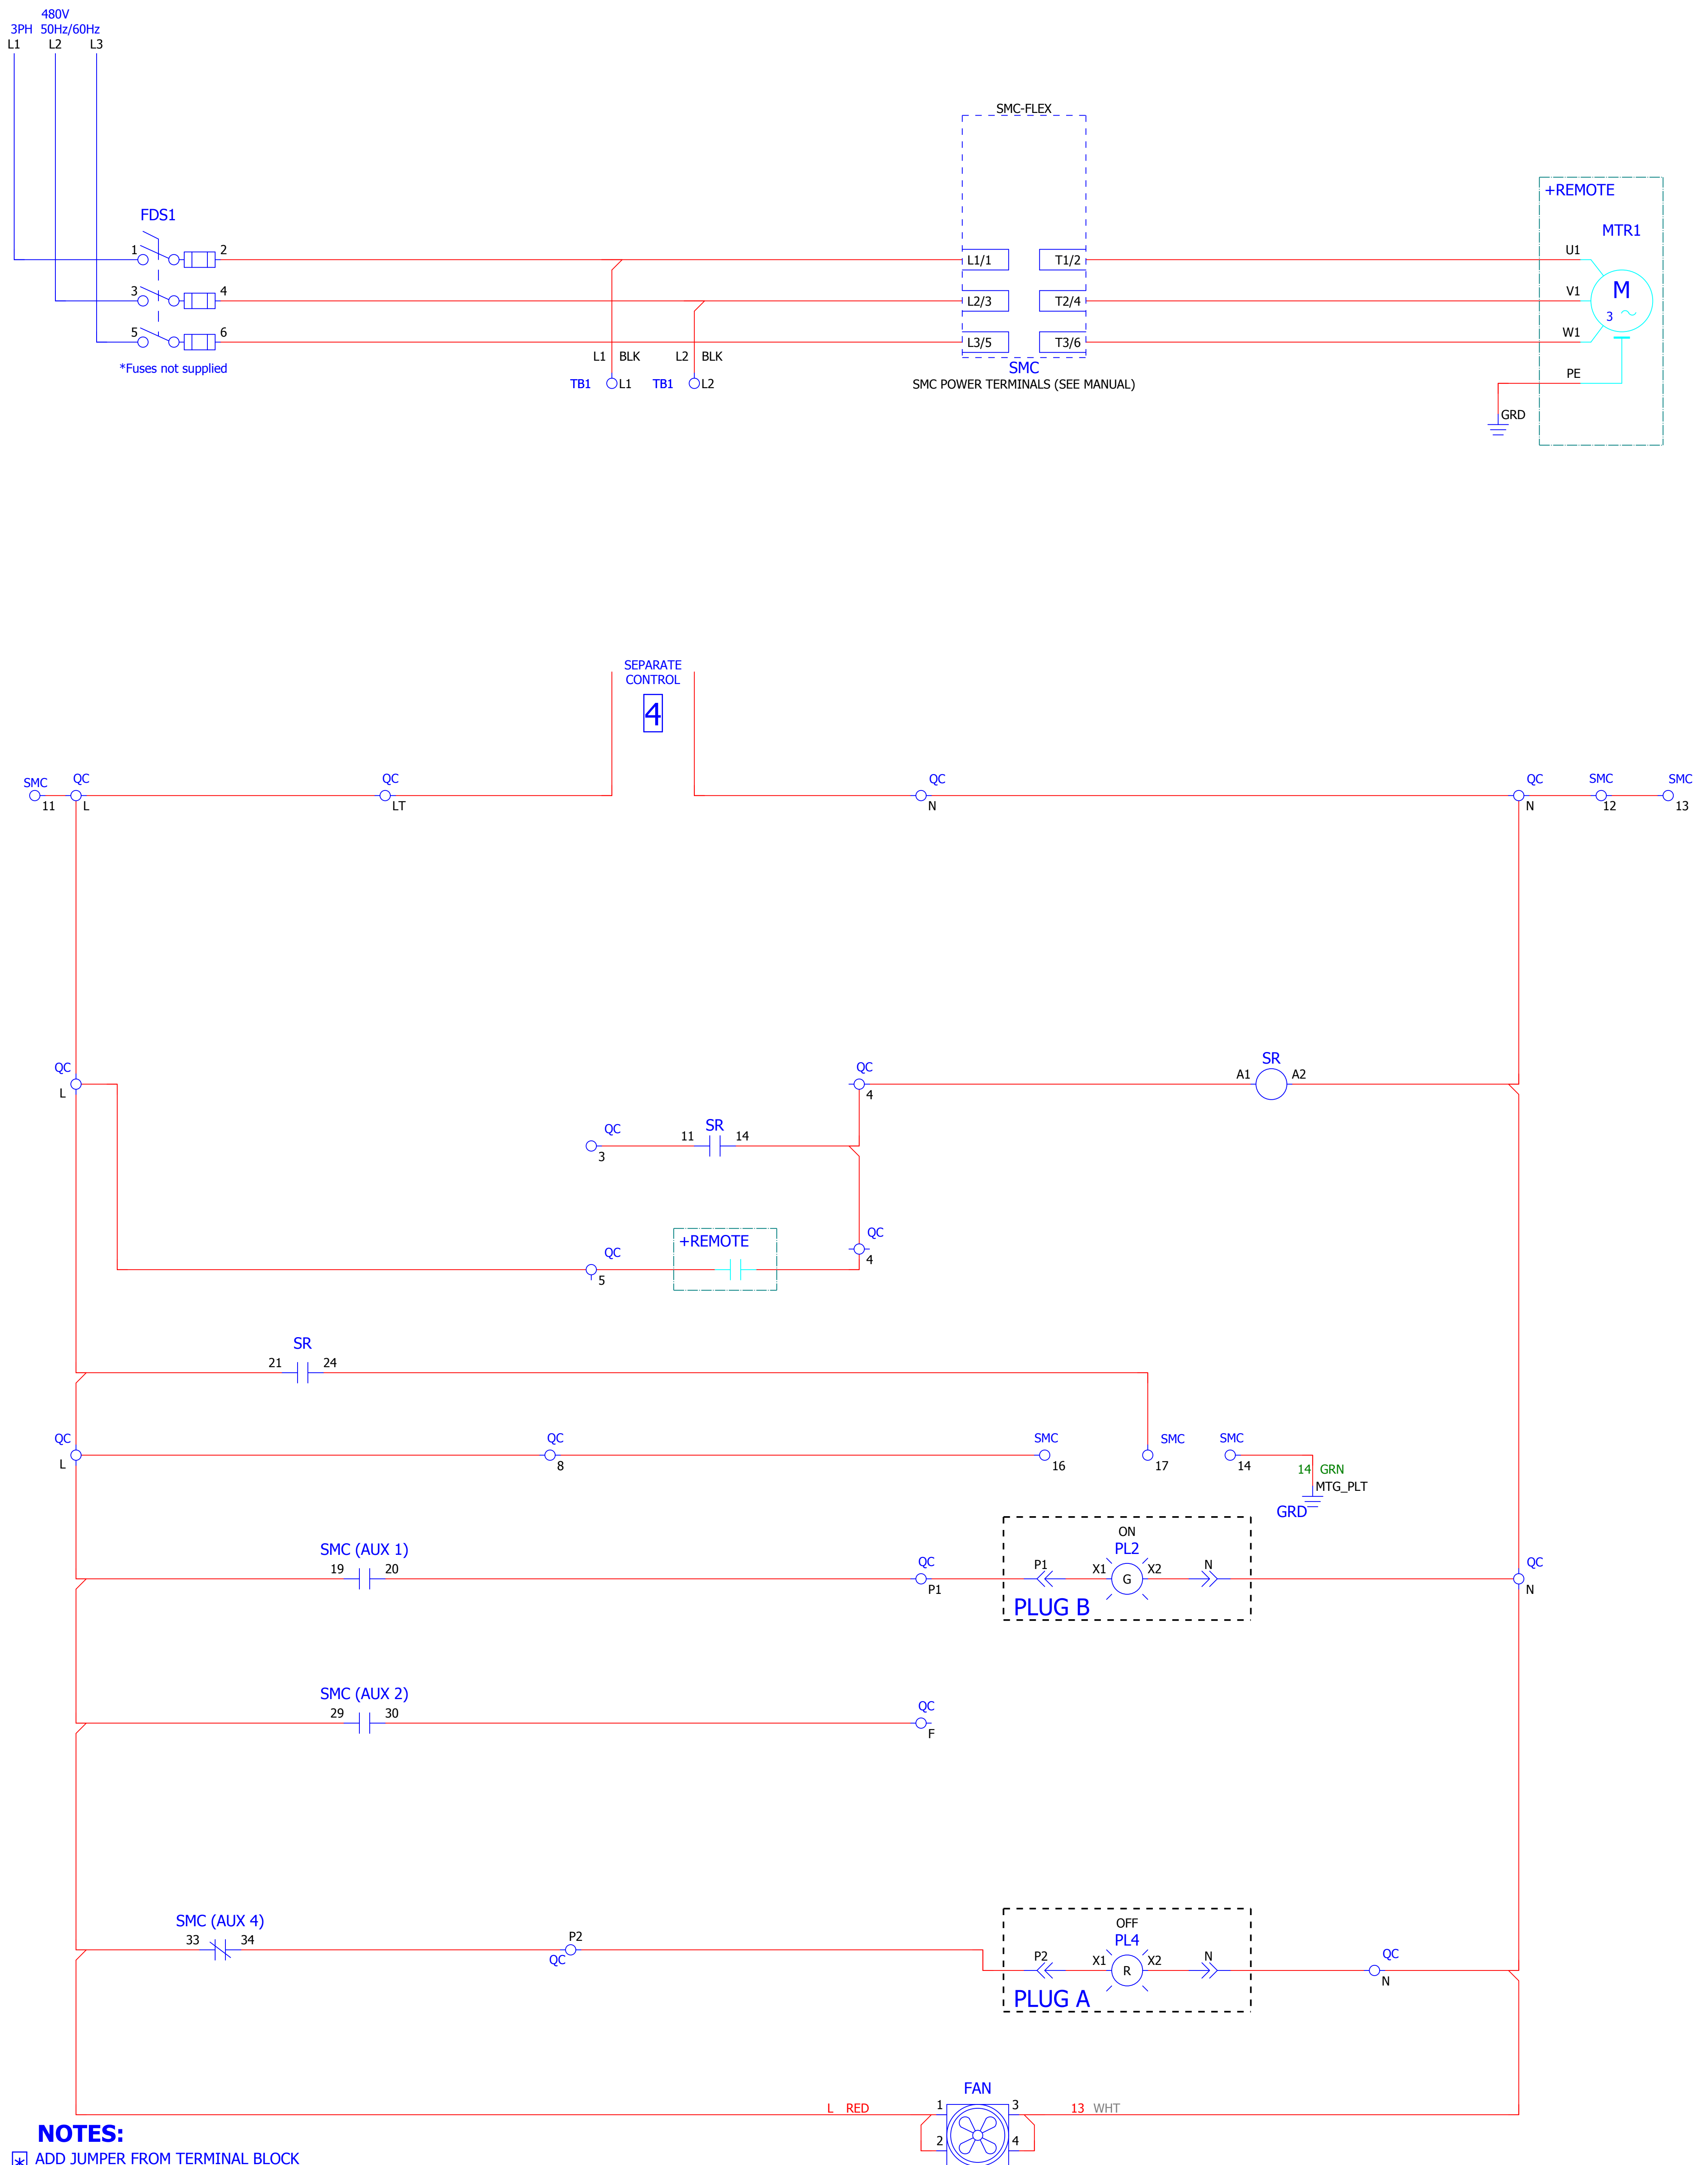 480V
3PH 50Hz/60Hz
L1 L2 L3
SMC-FLEX
+REMOTE
MTR1
FDS1
1 2
L1/1 T1/2
U1
3 4
L2/3 T2/4
V1
M
3
5 6
L3/5 T3/6
W1
*Fuses not supplied
L1 BLK L2 BLK
SMC
TB1 L1 TB1 L2
SMC POWER TERMINALS (SEE MANUAL)
PE
GRD
SEPARATE
CONTROL
4
SMC QC QC QC QC SMC SMC
11 L LT N N 12 13
QC QC SR
L 4 A1 A2
QC SR
3 11 14
QC
4
QC +REMOTE
5
SR
21 24
QC QC SMC SMC SMC
L 8 16 17 14
14 GRN
MTG_PLT
GRD
ON
SMC (AUX 1) PL2
19 20 QC P1 P1 X1 G X2 N QC N
PLUG B
SMC (AUX 2)
29 30 QC
F
OFF
SMC (AUX 4) PL4
33 34 P2 QC
P2 X1 R X2 N QC N
PLUG A
FAN
L RED 1 3 13 WHT
2 4
NOTES:
* ADD JUMPER FROM TERMINAL BLOCK